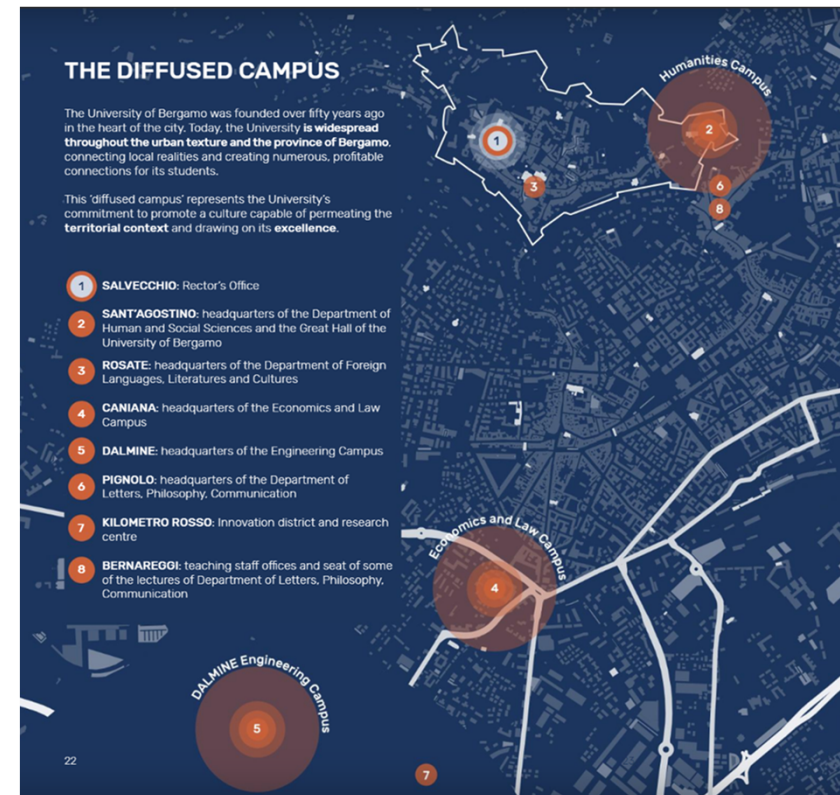 THE DIFFUSED CAMPUS
The University of Bergamo was founded over fifty years ago
in the heart of the city. Today, the University is widespread
throughout the urban texture and the province of Bergamo,
connecting local realities and creating numerous, profitable
connections for its students.
This ‘diffused campus’ represents the University’s
commitment to promote a culture capable of permeating the
territorial context and drawing on its excellence.
1 SALVECCHIO: Rector’s Office
2 SANT’AGOSTINO: headquarters of the Department of
Human and Social Sciences and the Great Hall of the
University of Bergamo
3 ROSATE: headquarters of the Department of Foreign
Languages, Literatures and Cultures
4 CANIANA: headquarters of the Economics and Law
Campus
5 DALMINE: headquarters of the Engineering Campus
6 PIGNOLO: headquarters of the Department of
Letters, Philosophy, Communication
7 KILOMETRO ROSSO: Innovation district and research
centre
8 BERNAREGGI: teaching staff offices and seat of some
of the lectures of Department of Letters, Philosophy,
Communication
Humanities Campus
1
2
3
6
8
Economics and Law Campus
4
DALMINE Engineering Campus
5
7
22